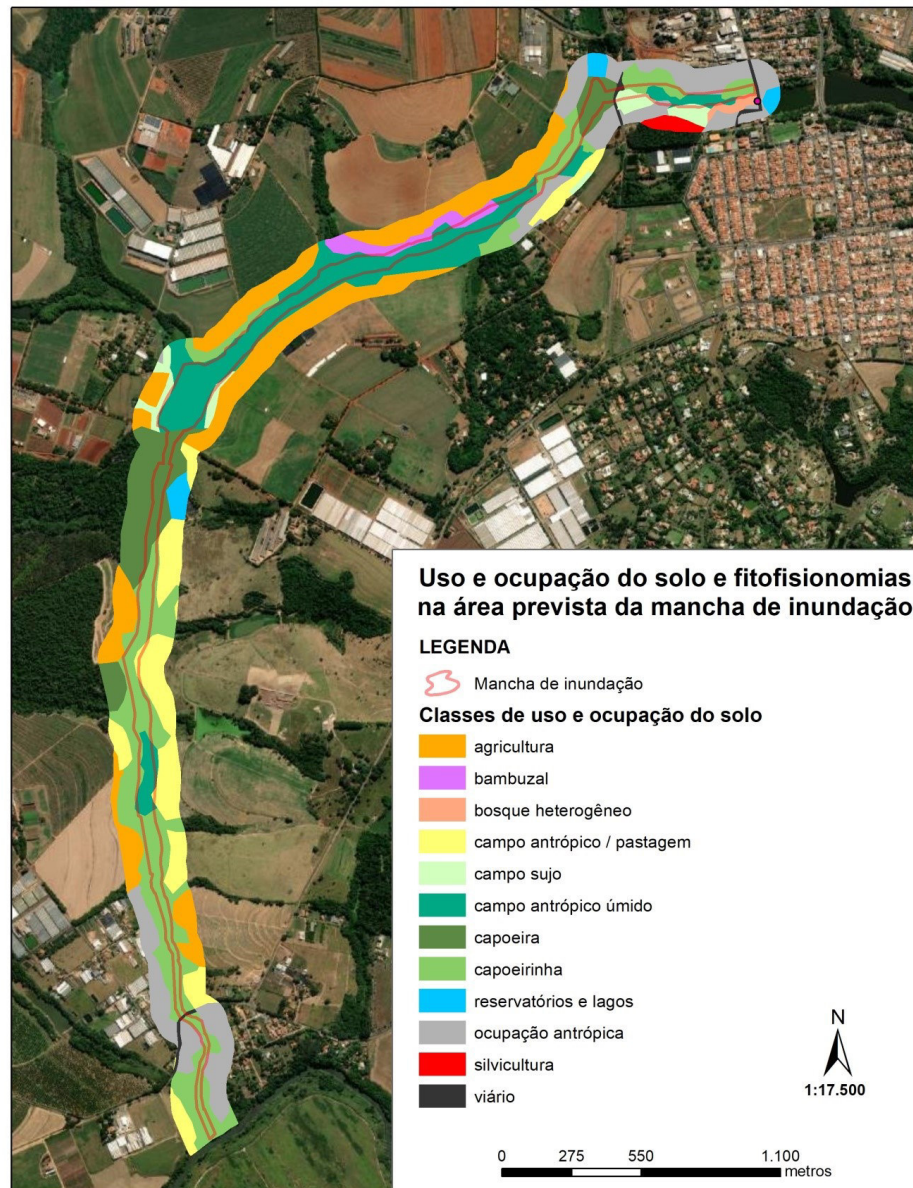 Uso e ocupação do solo e fitofisionomias
na área prevista da mancha de inundação
LEGENDA
Mancha de inundação
Classes de uso e ocupação do solo
agricultura
bambuzal
bosque heterogêneo
campo antrópico / pastagem
campo sujo
campo antrópico úmido
capoeira
capoeirinha
reservatórios e lagos
ocupação antrópica
silvicultura
viário
N
1:17.500
0 275 550 1.100
metros